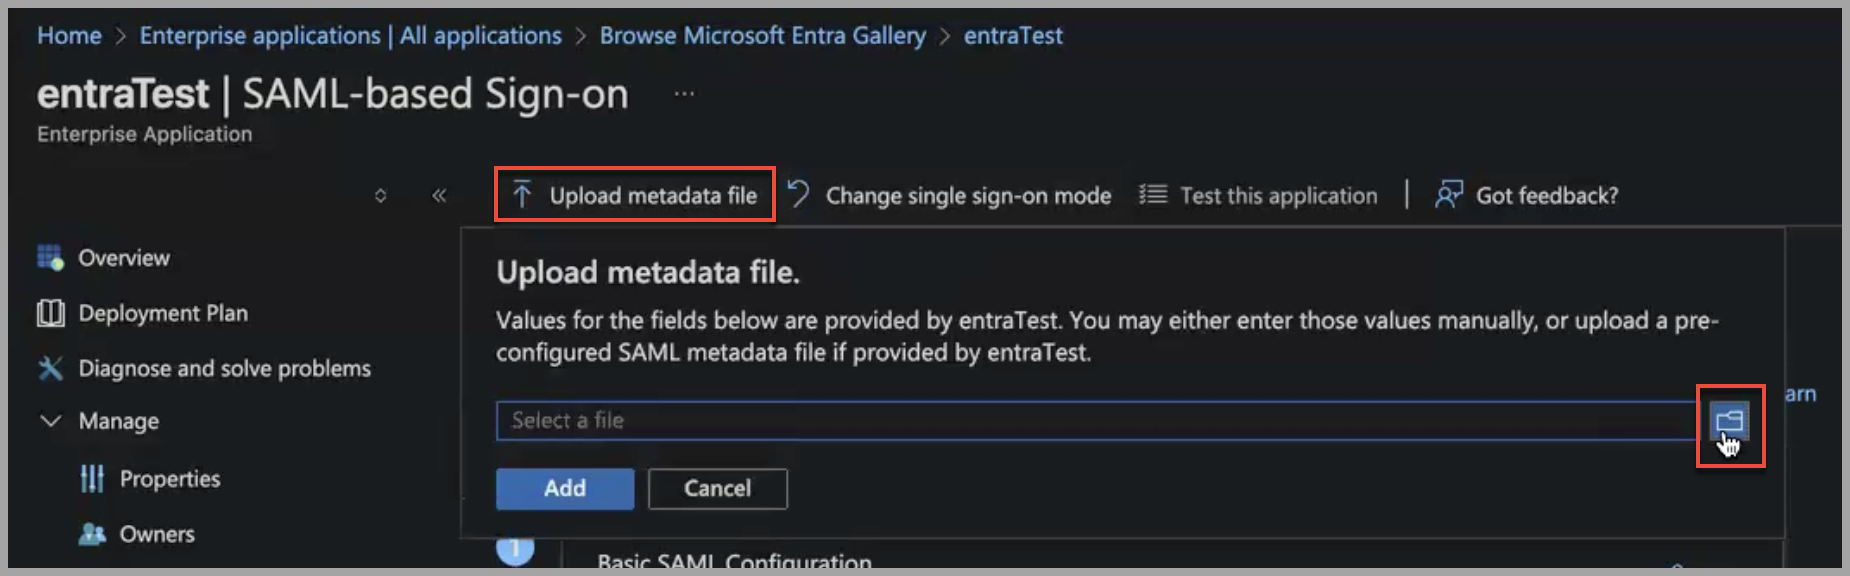 Home > Enterprise applications | All applications > Browse Microsoft Entra Gallery > entraTest
entraTest | SAML-based Sign-on ...
Enterprise Application
Upload metadata file
Change single sign-on mode
Test this application
Got feedback?
Overview
Deployment Plan
Diagnose and solve problems
Manage
Properties
Owners
Upload metadata file.
Values for the fields below are provided by entraTest. You may either enter those values manually, or upload a pre-
configured SAML metadata file if provided by entraTest.
arn
Select a file
Add
Cancel
1
Basic SAML Configuration